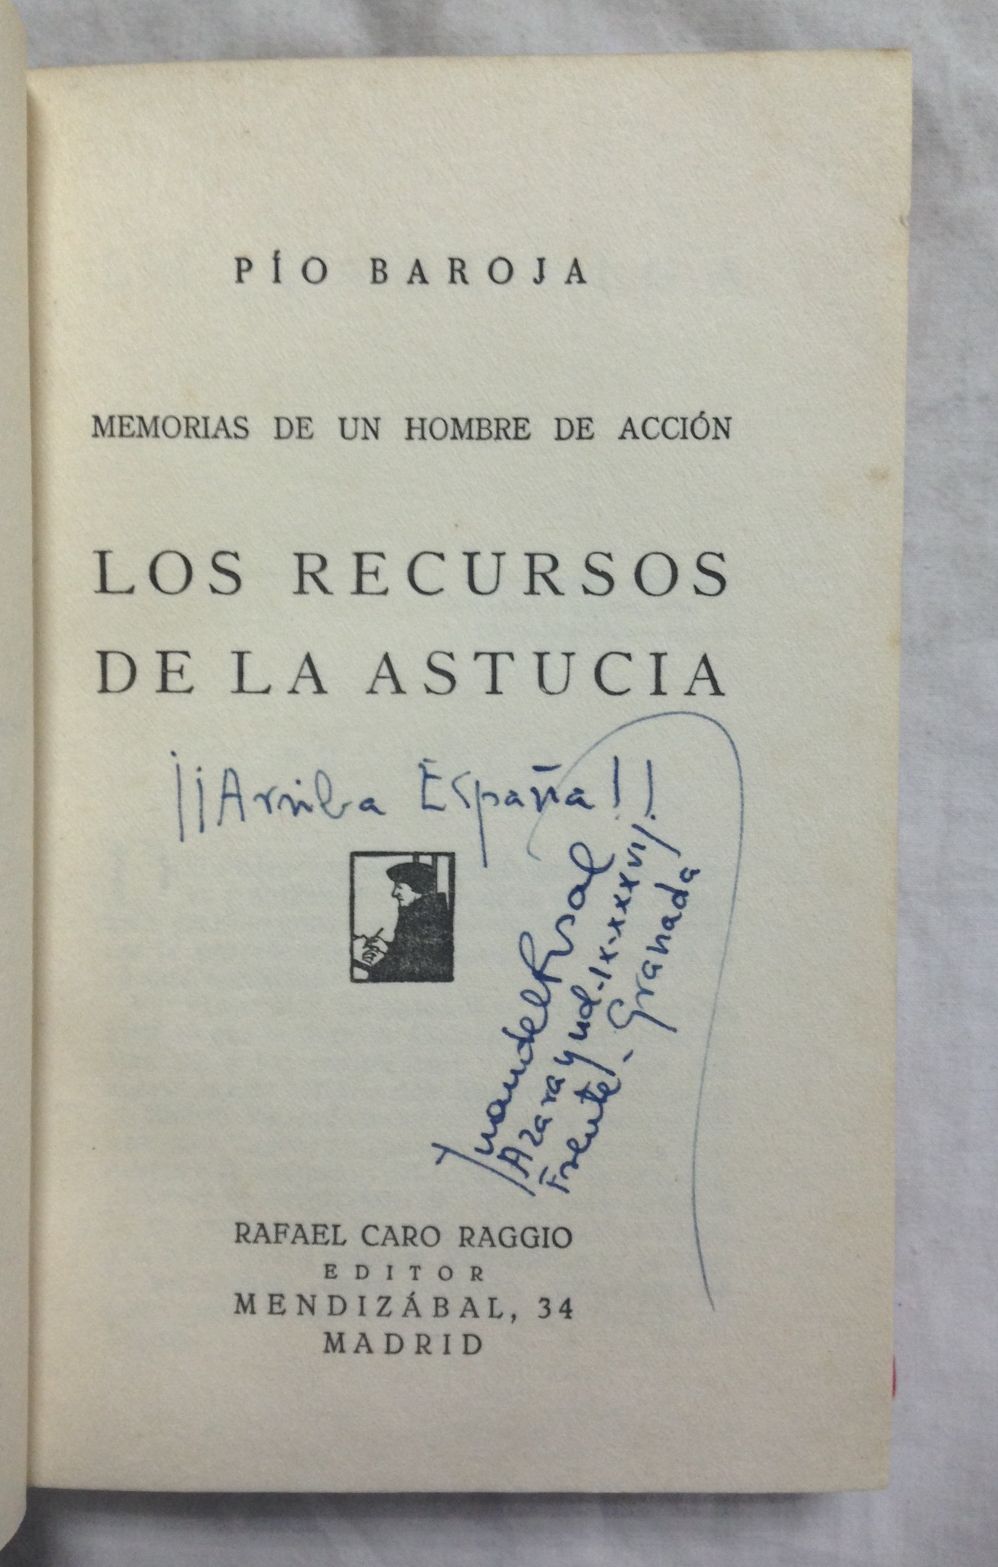 PÍO BAROJA
MEMORIAS DE UN HOMBRE DE ACCIÓN
LOS RECURSOS
DE LA ASTUCIA
¡¡Arriba España!!
Juan del Rosal
Azaraynd-IX-XXXVII
Frente - Granada
RAFAEL CARO RAGGIO
EDITOR
MENDIZÁBAL, 34
MADRID